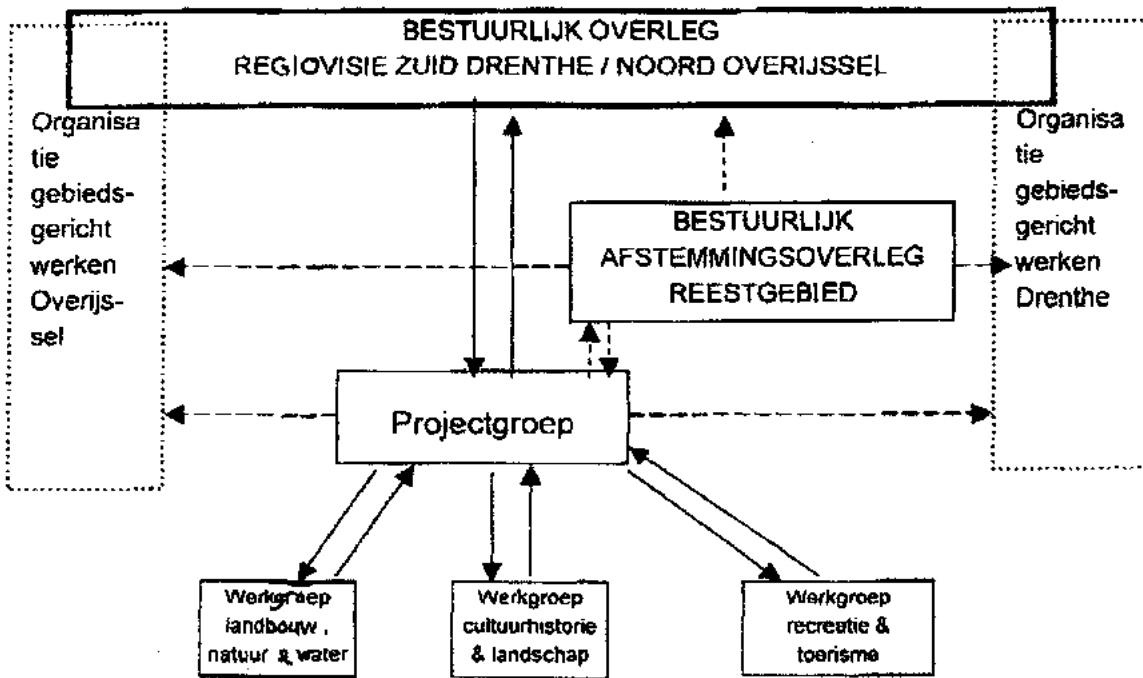 BESTUURLIJK OVERLEG
REGIOVISIE ZUID DRENTHE / NOORD OVERIJSSEL
Organisa
tie
gebieds-
gericht
werken
Overijs-
sel
Organisa
tie
gebieds-
gericht
werken
Drenthe
BESTUURLIJK
AFSTEMMINGSOVERLEG
REESTGEBIED
Projectgroep
Werkgroep
landbouw,
natuur & water
Werkgroep
cultuurhistorie
& landschap
Werkgroep
recreatie &
toerisme